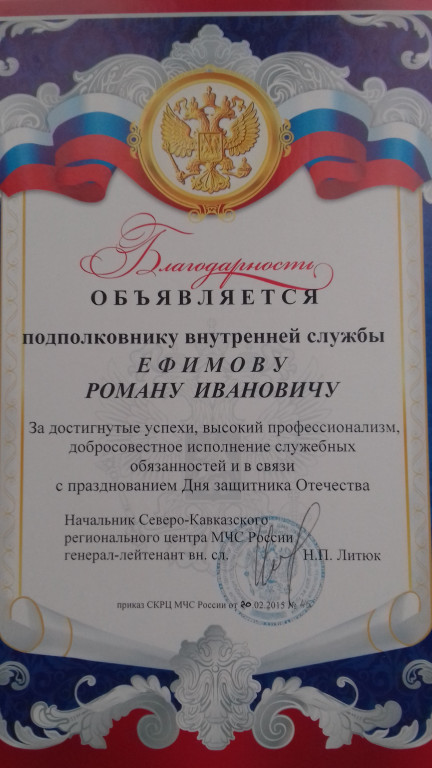 Благодарность
ОБЪЯВЛЯЕТСЯ
подполковнику внутренней службы
ЕФИМОВУ
РОМАНУ ИВАНОВИЧУ
За достигнутые успехи, высокий профессионализм,
добросовестное исполнение служебных
обязанностей и в связи
с празднованием Дня защитника Отечества
Начальник Северо-Кавказского
регионального центра МЧС России
генерал-лейтенант вн. сл. Н.П. Литюк
приказ СКРЦ МЧС России от 20.02.2015 №